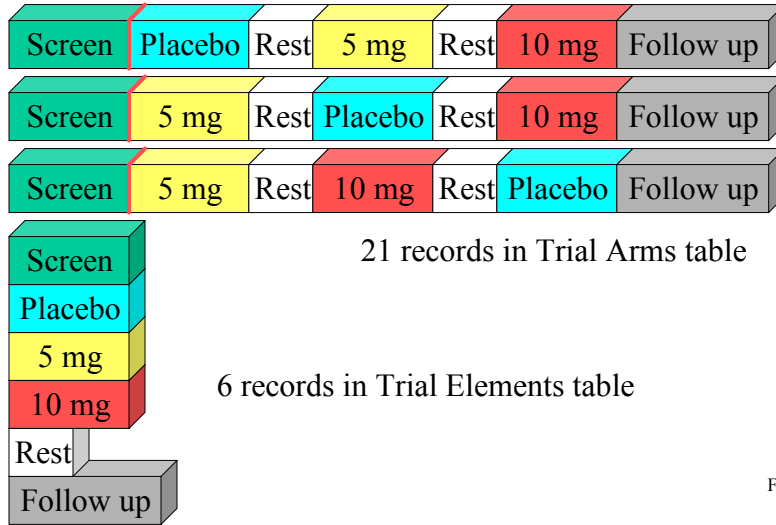 Screen Placebo Rest 5 mg Rest 10 mg Follow up
Screen 5 mg Rest Placebo Rest 10 mg Follow up
Screen 5 mg Rest 10 mg Rest Placebo Follow up
21 records in Trial Arms table
Screen
Placebo
5 mg
10 mg
6 records in Trial Elements table
Rest
Follow up
F